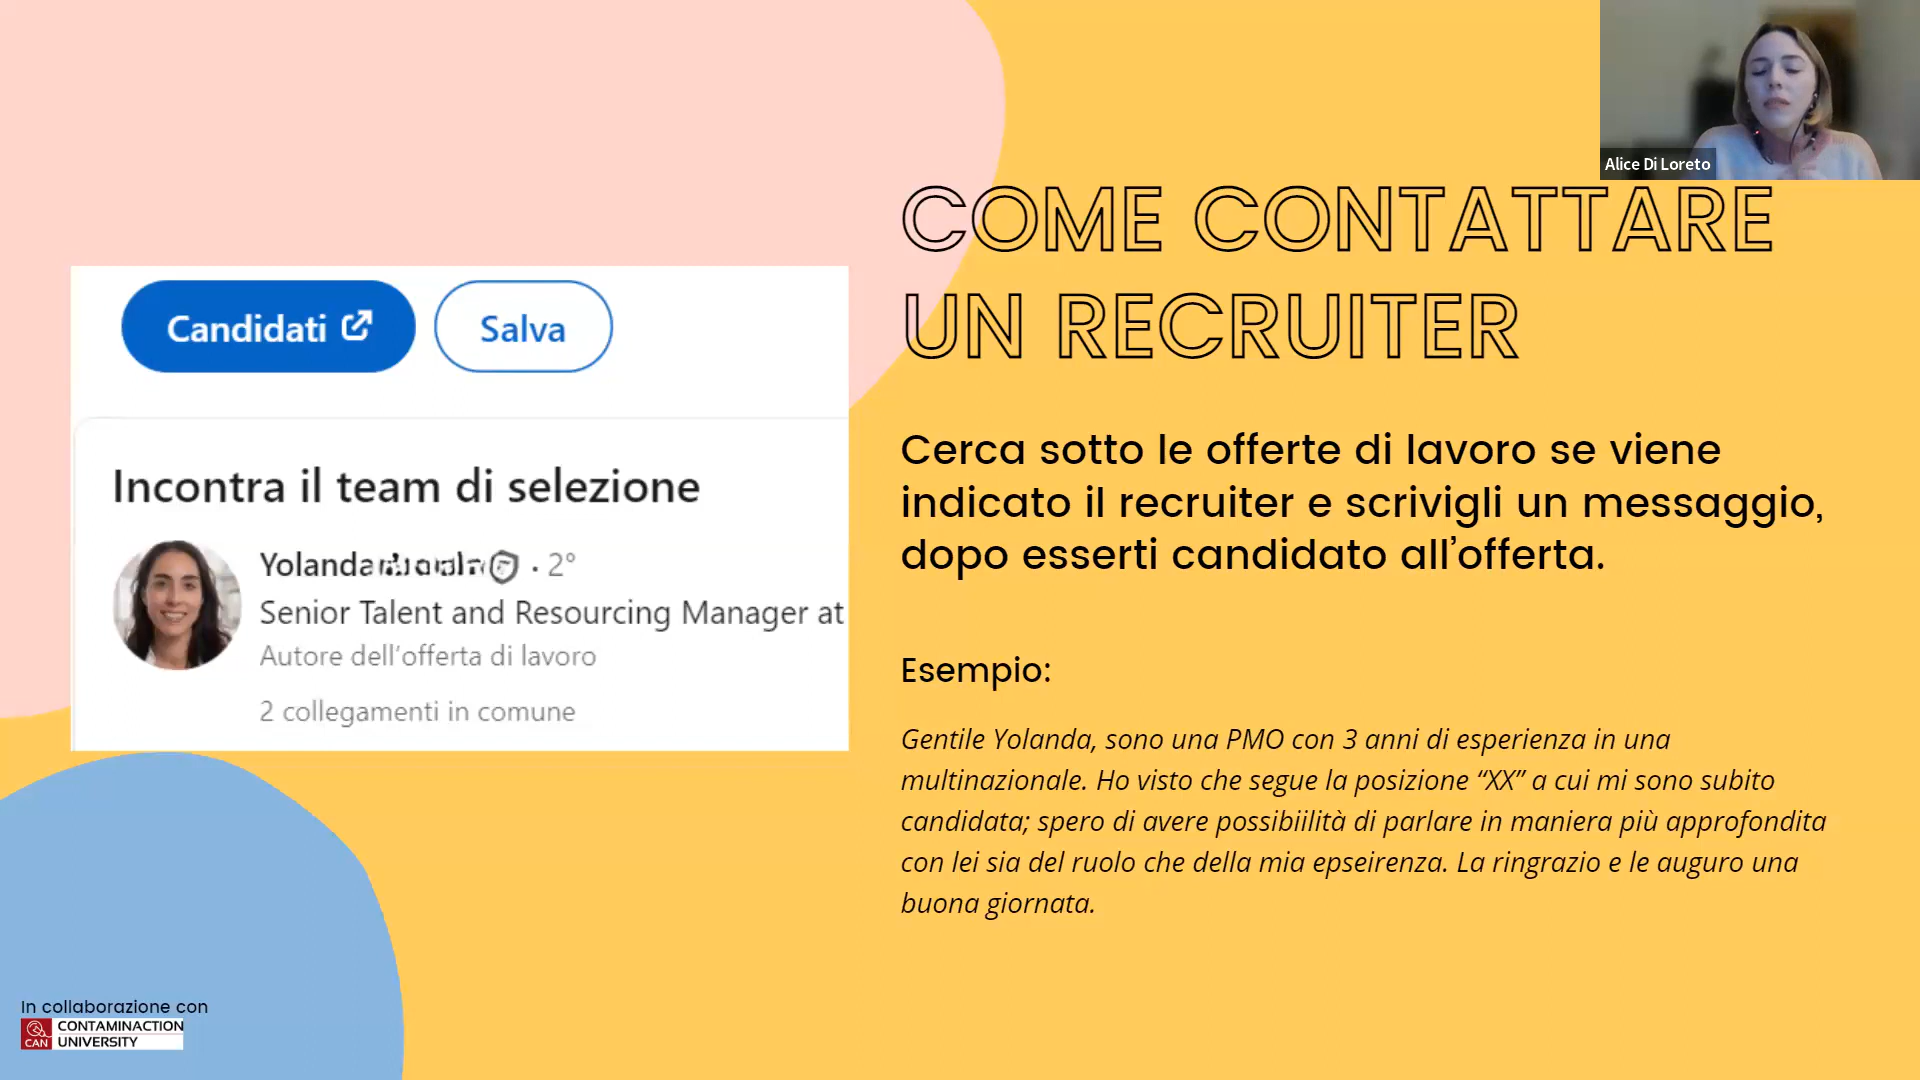 Alice Di Loreto
COME CONTATTARE
UN RECRUITER
Candidati
Salva
Incontra il team di selezione
Yolanda · 2°
Senior Talent and Resourcing Manager at
Autore dell'offerta di lavoro
2 collegamenti in comune
Cerca sotto le offerte di lavoro se viene
indicato il recruiter e scrivigli un messaggio,
dopo esserti candidato all'offerta.
Esempio:
Gentile Yolanda, sono una PMO con 3 anni di esperienza in una
multinazionale. Ho visto che segue la posizione “XX” a cui mi sono subito
candidata; spero di avere possibiilità di parlare in maniera più approfondita
con lei sia del ruolo che della mia epseirenza. La ringrazio e le auguro una
buona giornata.
In collaborazione con
CAN
CONTAMINACTION
UNIVERSITY